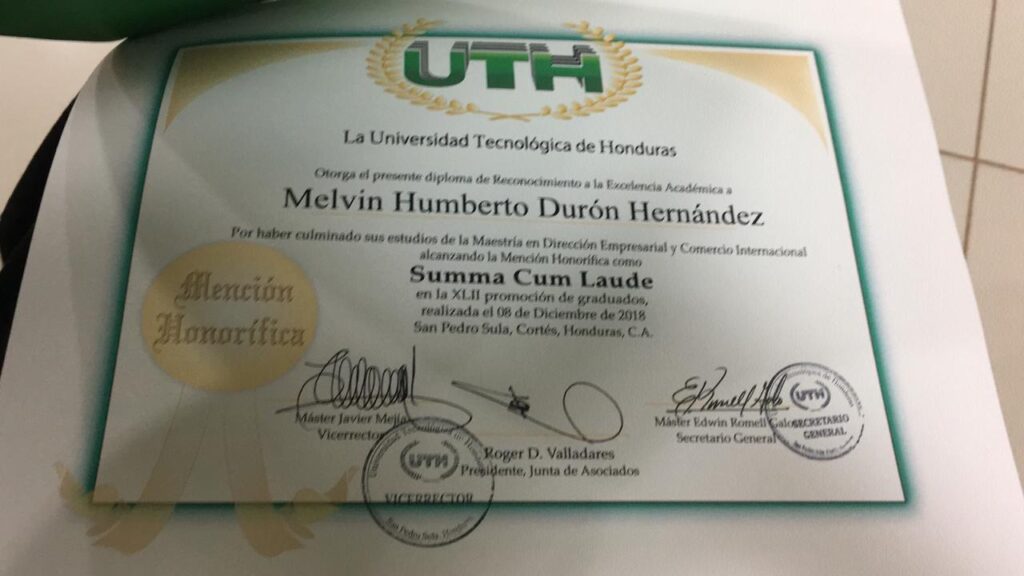 UTH
La Universidad Tecnológica de Honduras
Otorga el presente diploma de Reconocimiento a la Excelencia Académica a
Melvin Humberto Durón Hernández
Por haber culminado sus estudios de la Maestría en Dirección Empresarial y Comercio Internacional
alcanzando la Mención Honorífica como
Summa Cum Laude
en la XLII promoción de graduados,
realizada el 08 de Diciembre de 2018
San Pedro Sula, Cortés, Honduras, C.A.
Mención
Honorífica
Máster Javier Mejía
Vicerrector
UTH
VICERRECTOR
San Pedro Sula, Honduras
Roger D. Valladares
Presidente, Junta de Asociados
Máster Edwin Romell Galo
Secretario General
UTH
SECRETARIO
GENERAL